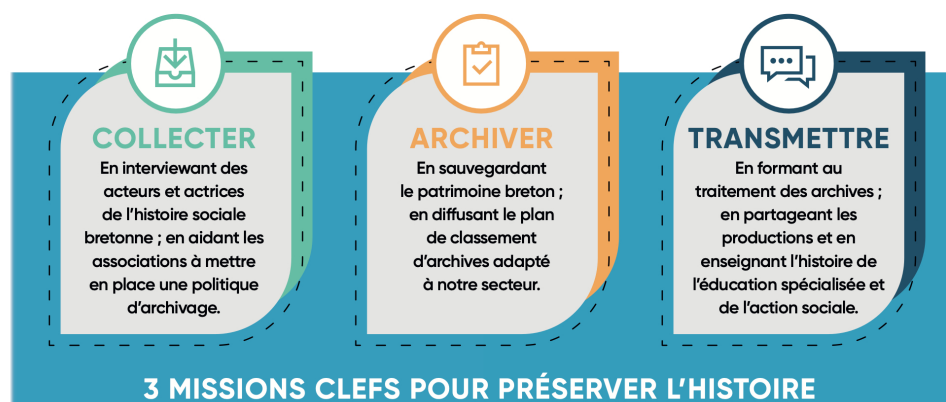 COLLECTER
En interviewant des
acteurs et actrices
de l'histoire sociale
bretonne ; en aidant les
associations à mettre
en place une politique
d'archivage.
ARCHIVER
En sauvegardant
le patrimoine breton ;
en diffusant le plan
de classement
d'archives adapté
à notre secteur.
TRANSMETTRE
En formant au
traitement des archives ;
en partageant les
productions et en
enseignant l'histoire de
l'éducation spécialisée et
de l'action sociale.
3 MISSIONS CLEFS POUR PRÉSERVER L'HISTOIRE